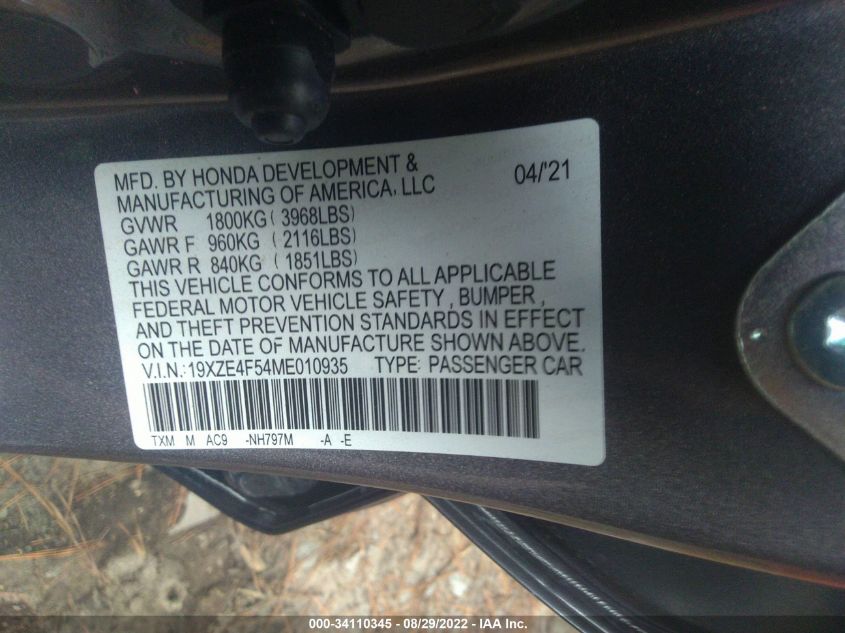 MFD. BY HONDA DEVELOPMENT & 04/'21
MANUFACTURING OF AMERICA, LLC
GVWR 1800KG ( 3968LBS)
GAWR F 960KG ( 2116LBS)
GAWR R 840KG ( 1851LBS)
THIS VEHICLE CONFORMS TO ALL APPLICABLE
FEDERAL MOTOR VEHICLE SAFETY , BUMPER ,
AND THEFT PREVENTION STANDARDS IN EFFECT
ON THE DATE OF MANUFACTURE SHOWN ABOVE.
V.I.N.:19XZE4F54ME010935 TYPE: PASSENGER CAR
TXM M AC9 -NH797M -A -E
000-34110345 - 08/29/2022 - IAA Inc.